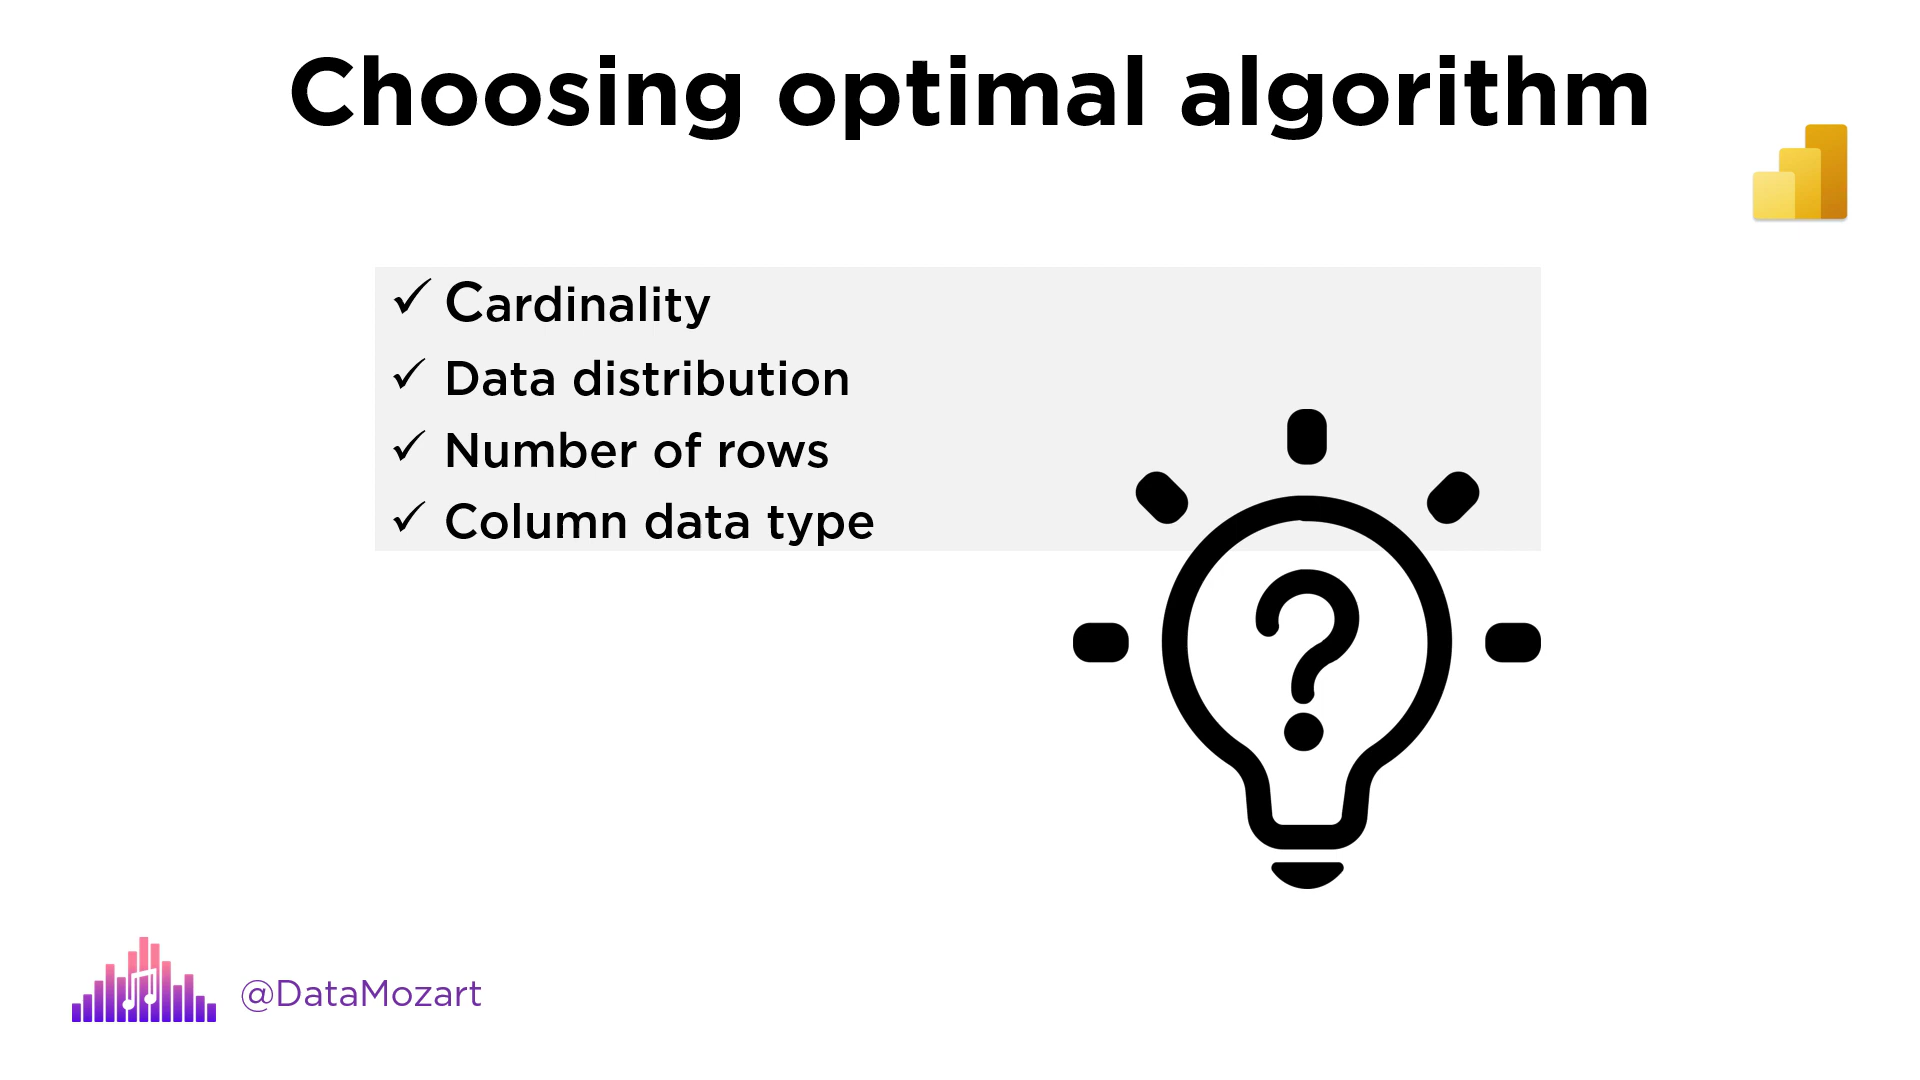 Choosing optimal algorithm
✓ Cardinality
✓ Data distribution
✓ Number of rows
✓ Column data type
?
@DataMozart